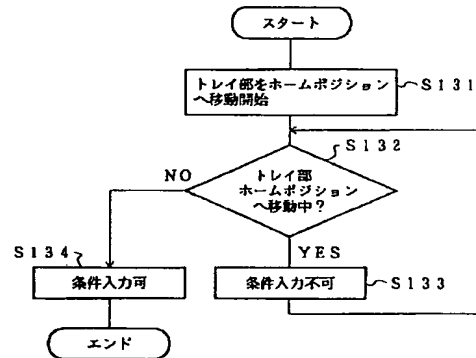 スタート
トレイ部をホームポジション
へ移動開始
S131
S132
トレイ部
ホームポジション
へ移動中？
NO
YES
S134
条件入力可
条件入力不可
S133
エンド